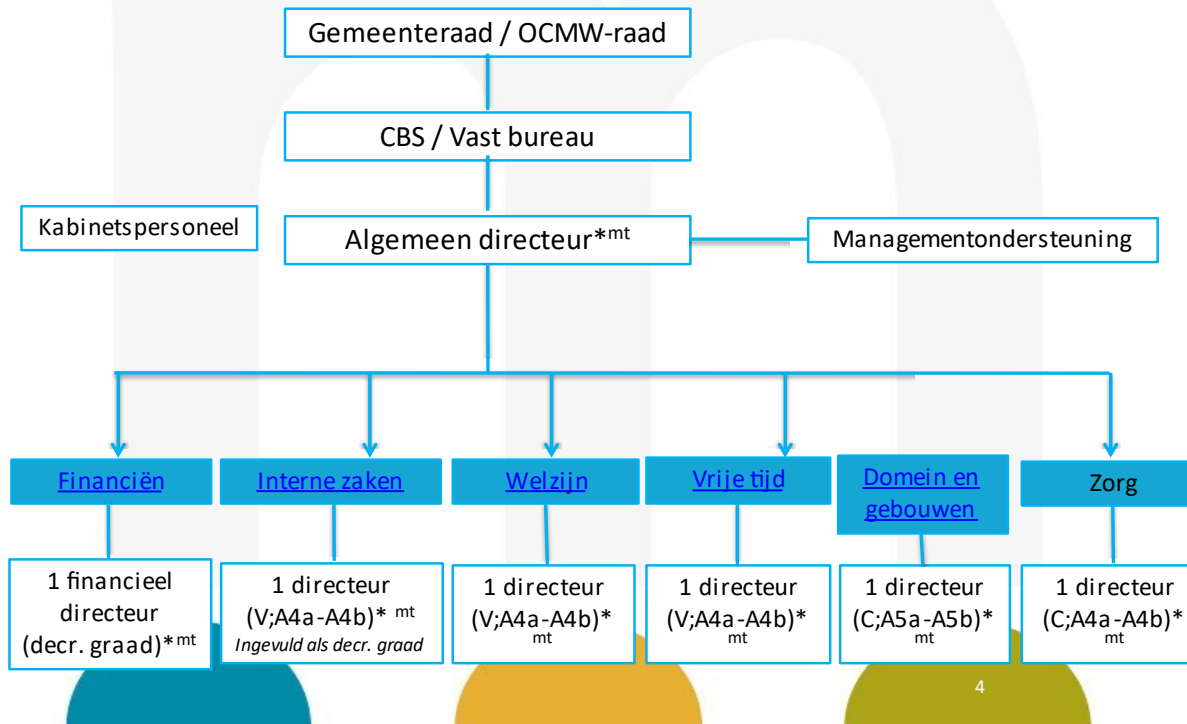 Gemeenteraad / OCMW-raad
CBS / Vast bureau
Kabinetspersoneel
Algemeen directeur*mt
Managementondersteuning
Financiën
Interne zaken
Welzijn
Vrije tijd
Domein en
gebouwen
Zorg
1 financieel
directeur
(decr. graad)*mt
1 directeur
(V;A4a-A4b)* mt
Ingevuld als decr. graad
1 directeur
(V;A4a-A4b)*
mt
1 directeur
(V;A4a-A4b)*
mt
1 directeur
(C;A5a-A5b)*
mt
1 directeur
(C;A4a-A4b)*
mt
4